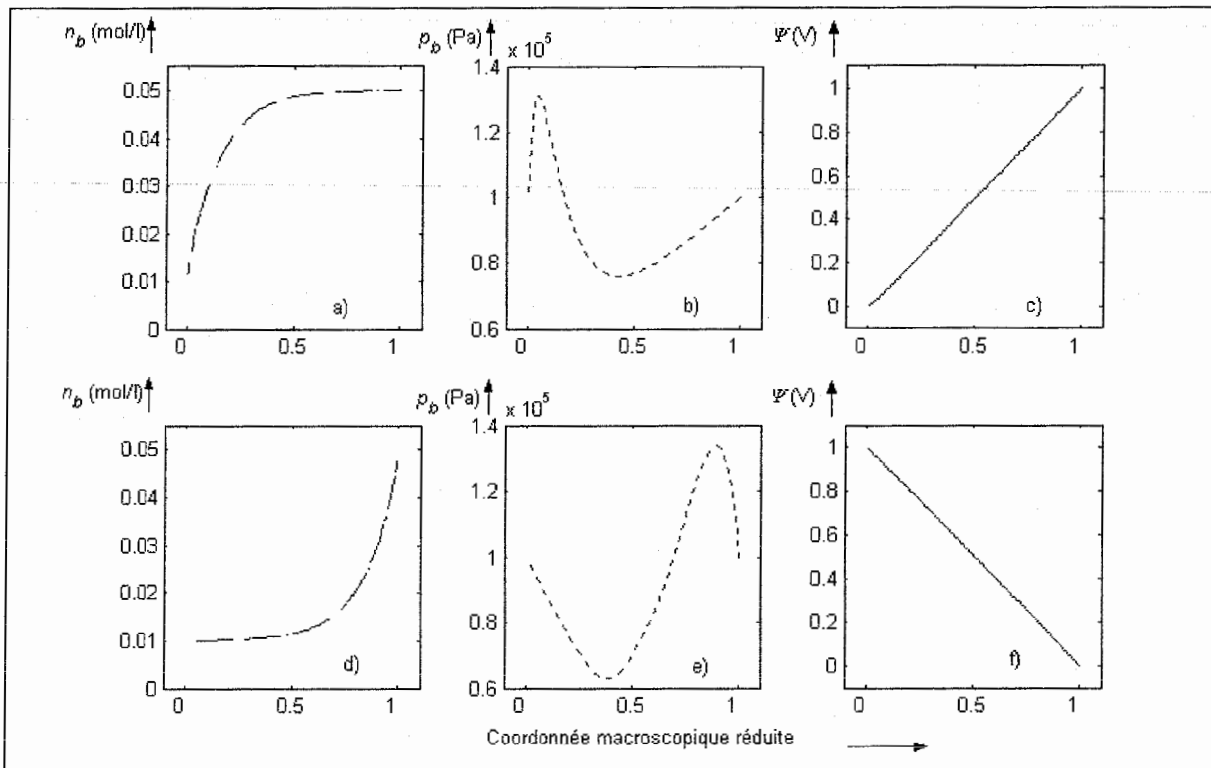 n_b (mol/l)
0.05
0.04
0.03
0.02
0.01
0
0 0.5 1
a)
p_b (Pa)
x 10^5
1.4
1.2
1
0.8
0.6
0 0.5 1
b)
Ψ(V)
1
0.8
0.6
0.4
0.2
0
0 0.5 1
c)
n_b (mol/l)
0.05
0.04
0.03
0.02
0.01
0
0 0.5 1
d)
p_b (Pa)
x 10^5
1.4
1.2
1
0.8
0.6
0 0.5 1
e)
Ψ(V)
1
0.8
0.6
0.4
0.2
0
0 0.5 1
f)
Coordonnée macroscopique réduite